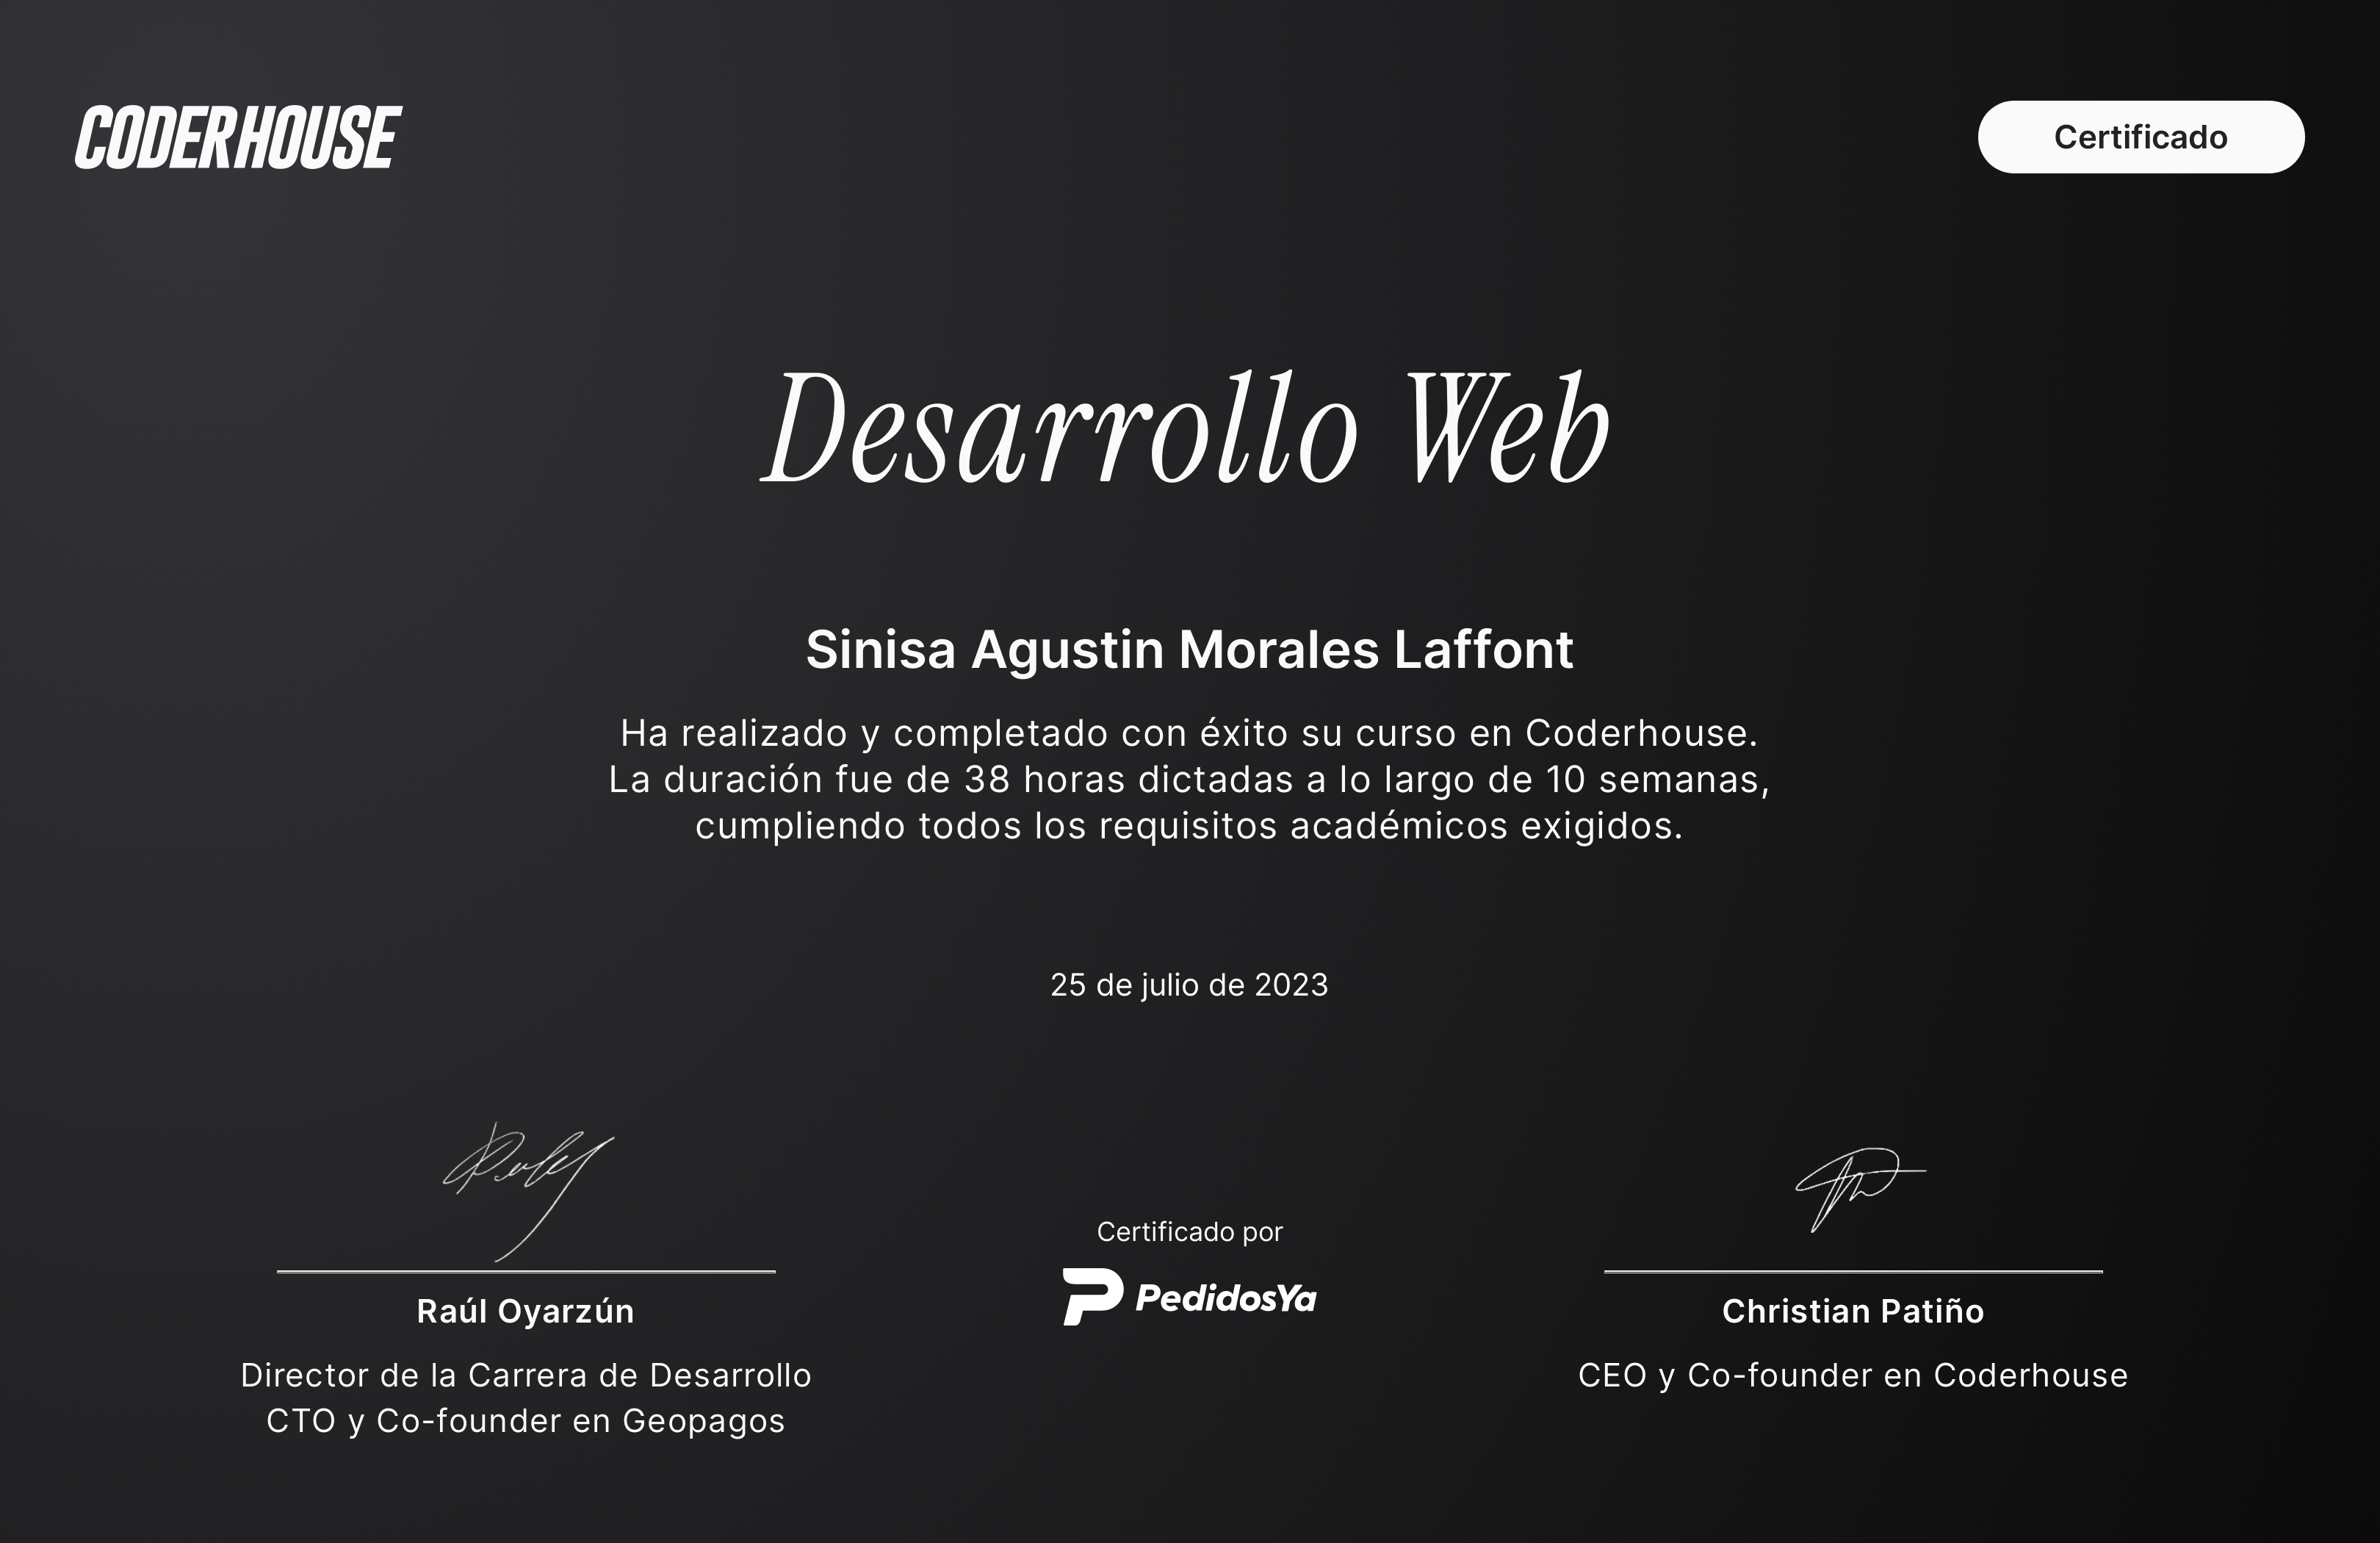 CODERHOUSE
Certificado
Desarrollo Web
Sinisa Agustin Morales Laffont
Ha realizado y completado con éxito su curso en Coderhouse.
La duración fue de 38 horas dictadas a lo largo de 10 semanas,
cumpliendo todos los requisitos académicos exigidos.
25 de julio de 2023
Raúl Oyarzún
Director de la Carrera de Desarrollo
CTO y Co-founder en Geopagos
Certificado por
PedidosYa
Christian Patiño
CEO y Co-founder en Coderhouse